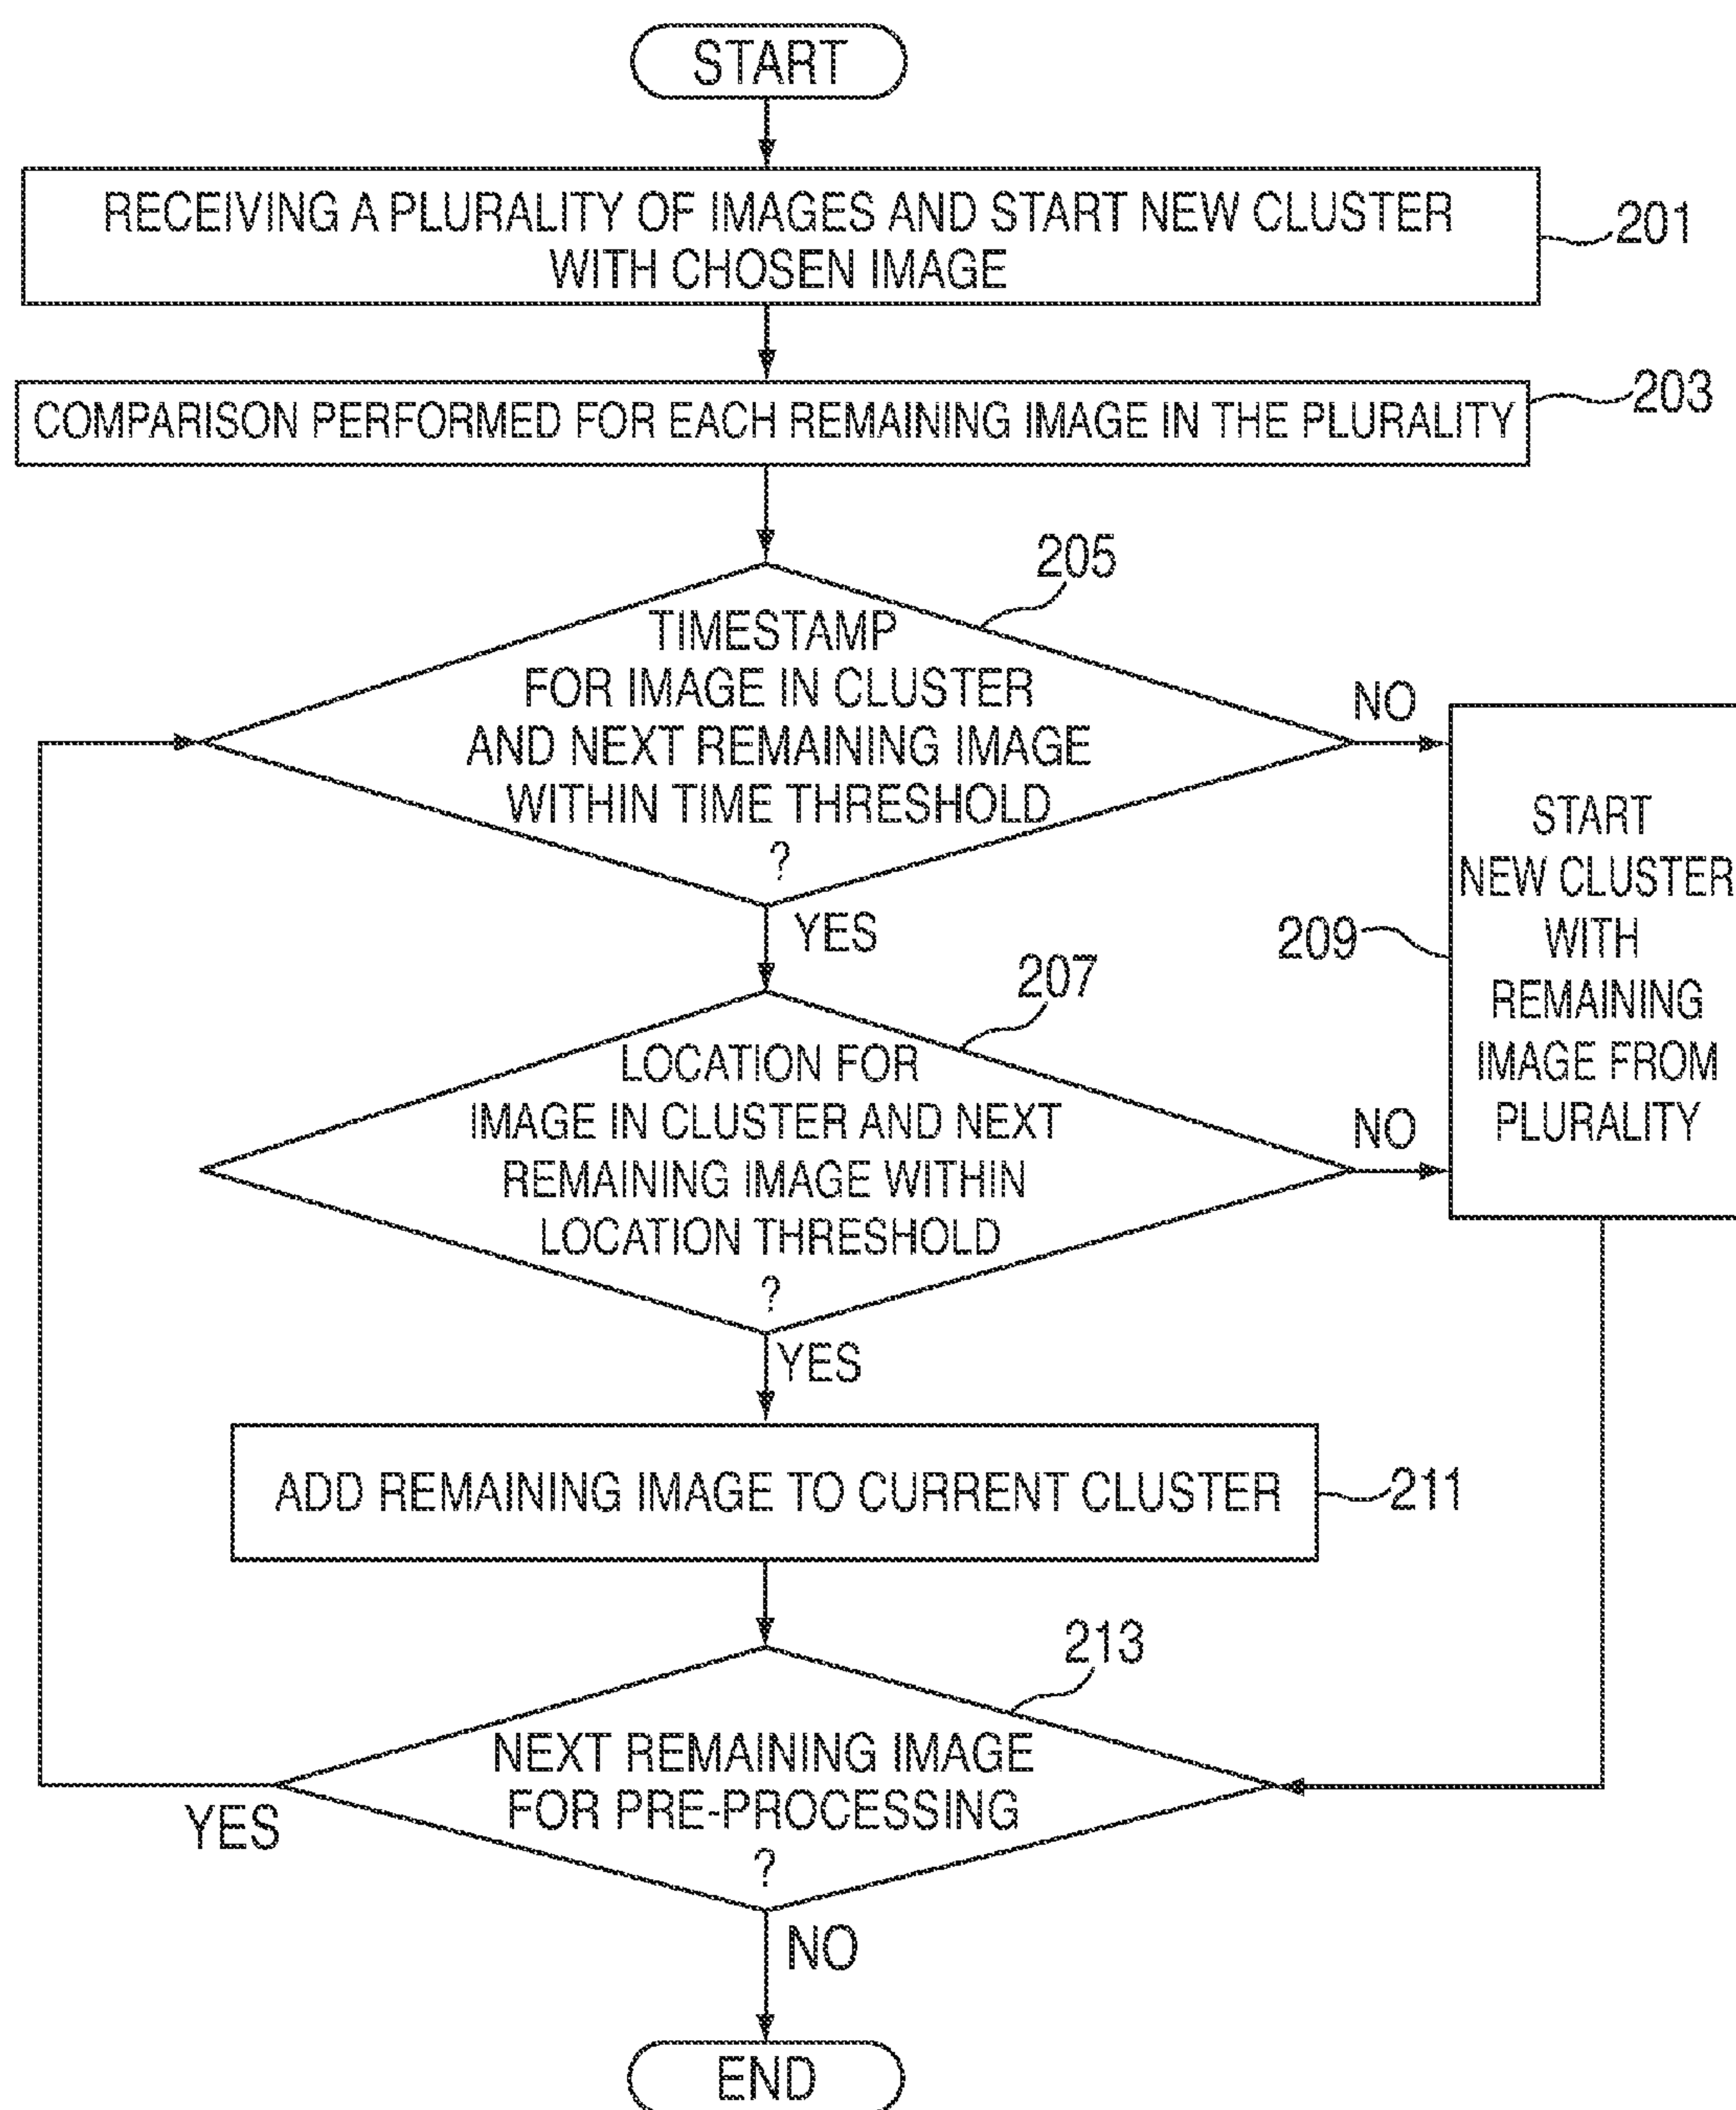 START
RECEIVING A PLURALITY OF IMAGES AND START NEW CLUSTER
WITH CHOSEN IMAGE
201
COMPARISON PERFORMED FOR EACH REMAINING IMAGE IN THE PLURALITY
203
205
TIMESTAMP
FOR IMAGE IN CLUSTER
AND NEXT REMAINING IMAGE
WITHIN TIME THRESHOLD
?
NO
YES
START
NEW CLUSTER
WITH
REMAINING
IMAGE FROM
PLURALITY
209
207
LOCATION FOR
IMAGE IN CLUSTER AND NEXT
REMAINING IMAGE WITHIN
LOCATION THRESHOLD
?
NO
YES
ADD REMAINING IMAGE TO CURRENT CLUSTER
211
213
NEXT REMAINING IMAGE
FOR PRE-PROCESSING
?
YES
NO
END